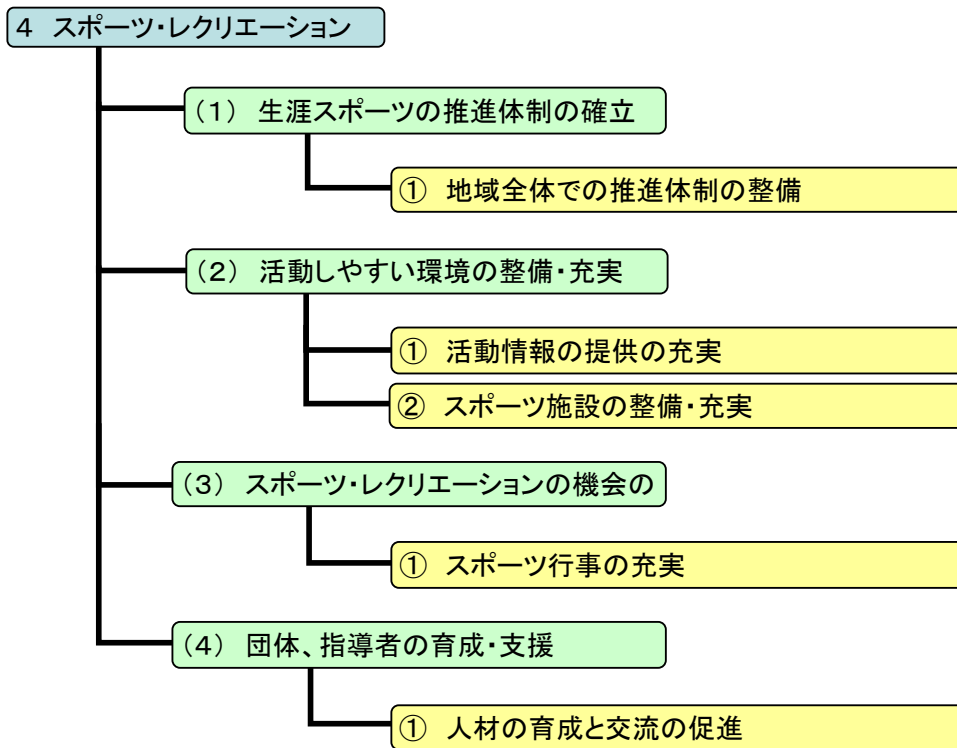 4 スポーツ・レクリエーション
(1) 生涯スポーツの推進体制の確立
① 地域全体での推進体制の整備
(2) 活動しやすい環境の整備・充実
① 活動情報の提供の充実
② スポーツ施設の整備・充実
(3) スポーツ・レクリエーションの機会の
① スポーツ行事の充実
(4) 団体、指導者の育成・支援
① 人材の育成と交流の促進